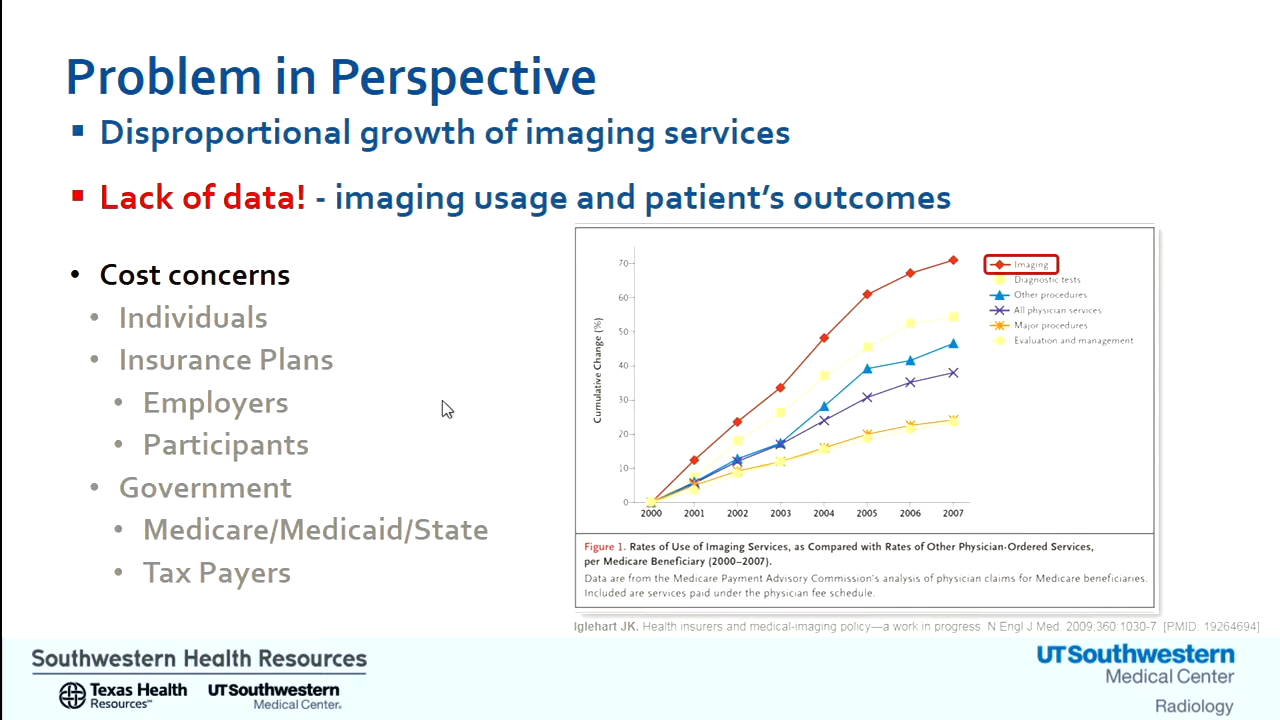 Problem in Perspective
▪ Disproportional growth of imaging services
▪ Lack of data! - imaging usage and patient's outcomes
• Cost concerns
• Individuals
• Insurance Plans
• Employers
• Participants
• Government
• Medicare/Medicaid/State
• Tax Payers
Cumulative Change (%)
70
60
50
40
30
20
10
0
2000 2001 2002 2003 2004 2005 2006 2007
Imaging
Diagnostic tests
Other procedures
All physician services
Major procedures
Evaluation and management
Figure 1. Rates of Use of Imaging Services, as Compared with Rates of Other Physician-Ordered Services,
per Medicare Beneficiary (2000–2007).
Data are from the Medicare Payment Advisory Commission's analysis of physician claims for Medicare beneficiaries.
Included are services paid under the physician fee schedule.
Iglehart JK. Health insurers and medical-imaging policy—a work in progress. N Engl J Med. 2009;360:1030-7. [PMID: 19264694]
Southwestern Health Resources
Texas Health
Resources℠
UTSouthwestern
Medical Center.
UTSouthwestern
Medical Center
Radiology